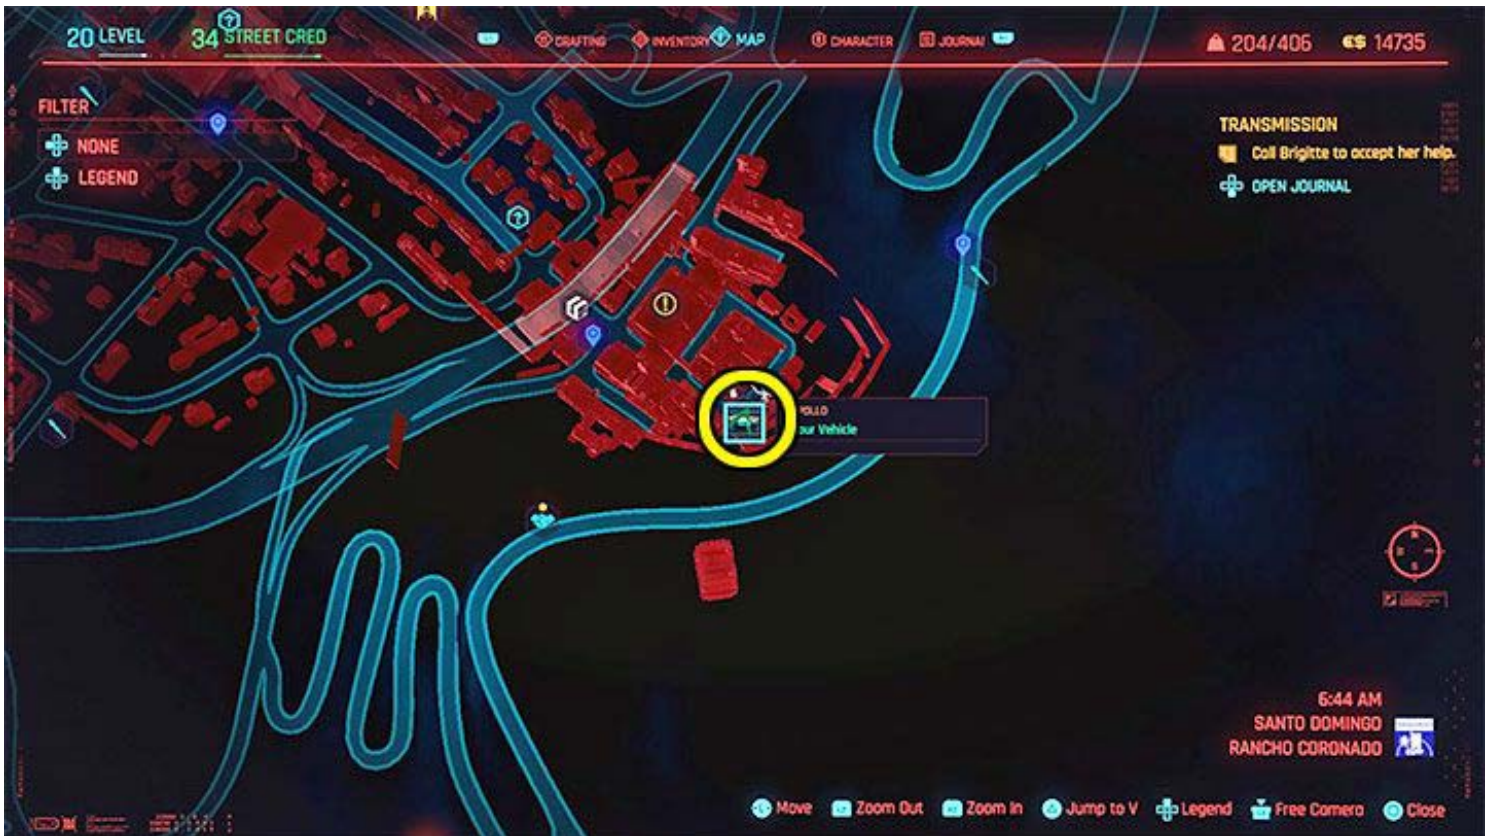 20 LEVEL
34 STREET CRED
CRAFTING
INVENTORY
MAP
CHARACTER
JOURNAL
204/406
€$ 14735
FILTER
NONE
LEGEND
TRANSMISSION
Call Brigitte to accept her help.
OPEN JOURNAL
POLLO
our Vehicle
6:44 AM
SANTO DOMINGO
RANCHO CORONADO
Move
Zoom Out
Zoom In
Jump to V
Legend
Free Camera
Close